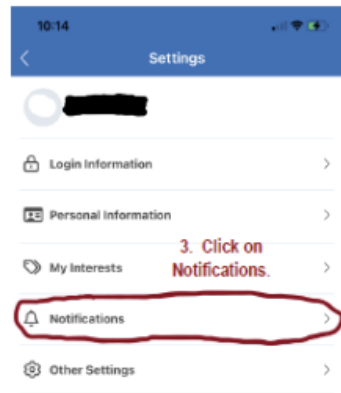 10:14
Settings
Login Information
Personal Information
3. Click on
My Interests
Notifications.
Notifications
Other Settings